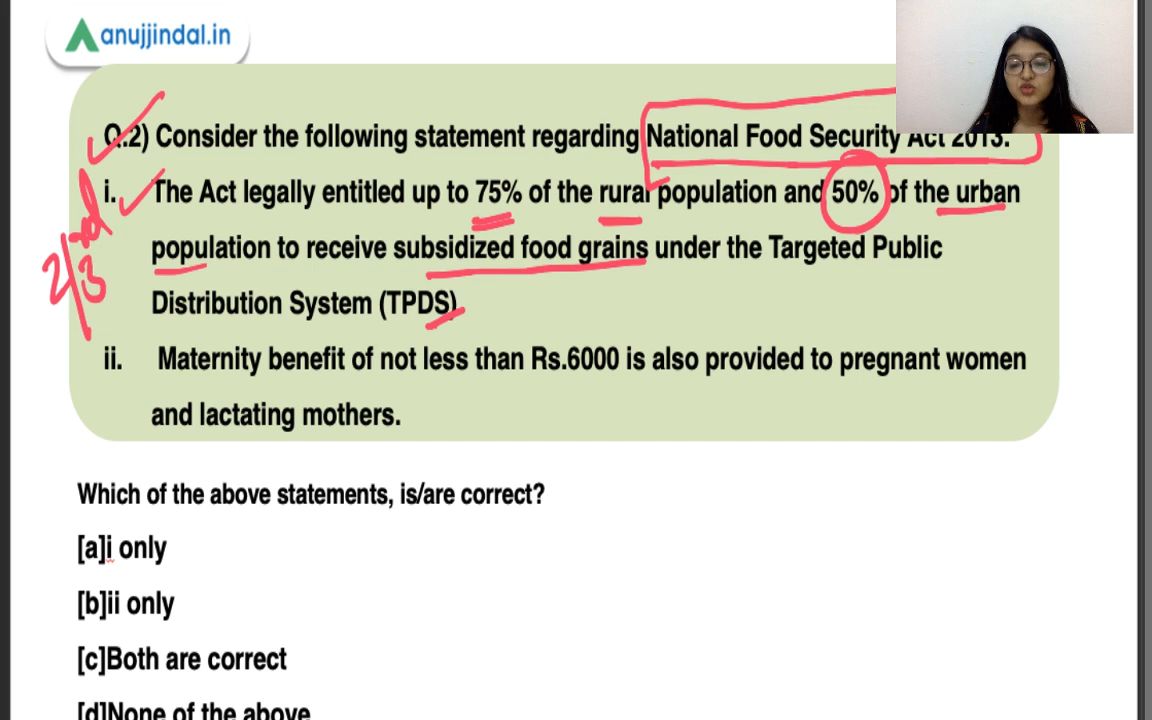 anujjindal.in
Q.2) Consider the following statement regarding National Food Security Act 2013.
i. The Act legally entitled up to 75% of the rural population and 50% of the urban
2/3rd
population to receive subsidized food grains under the Targeted Public
Distribution System (TPDS)
ii. Maternity benefit of not less than Rs.6000 is also provided to pregnant women
and lactating mothers.
Which of the above statements, is/are correct?
[a]i only
[b]ii only
[c]Both are correct
[d]None of the above